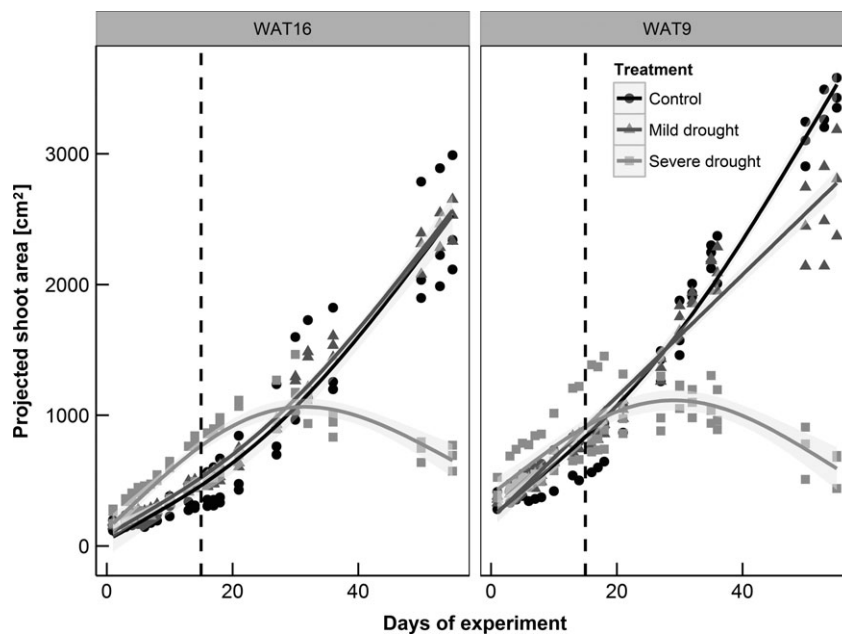 WAT16
WAT9
Treatment
Control
Mild drought
Severe drought
Projected shoot area [cm²]
3000
2000
1000
0
0
20
40
0
20
40
Days of experiment